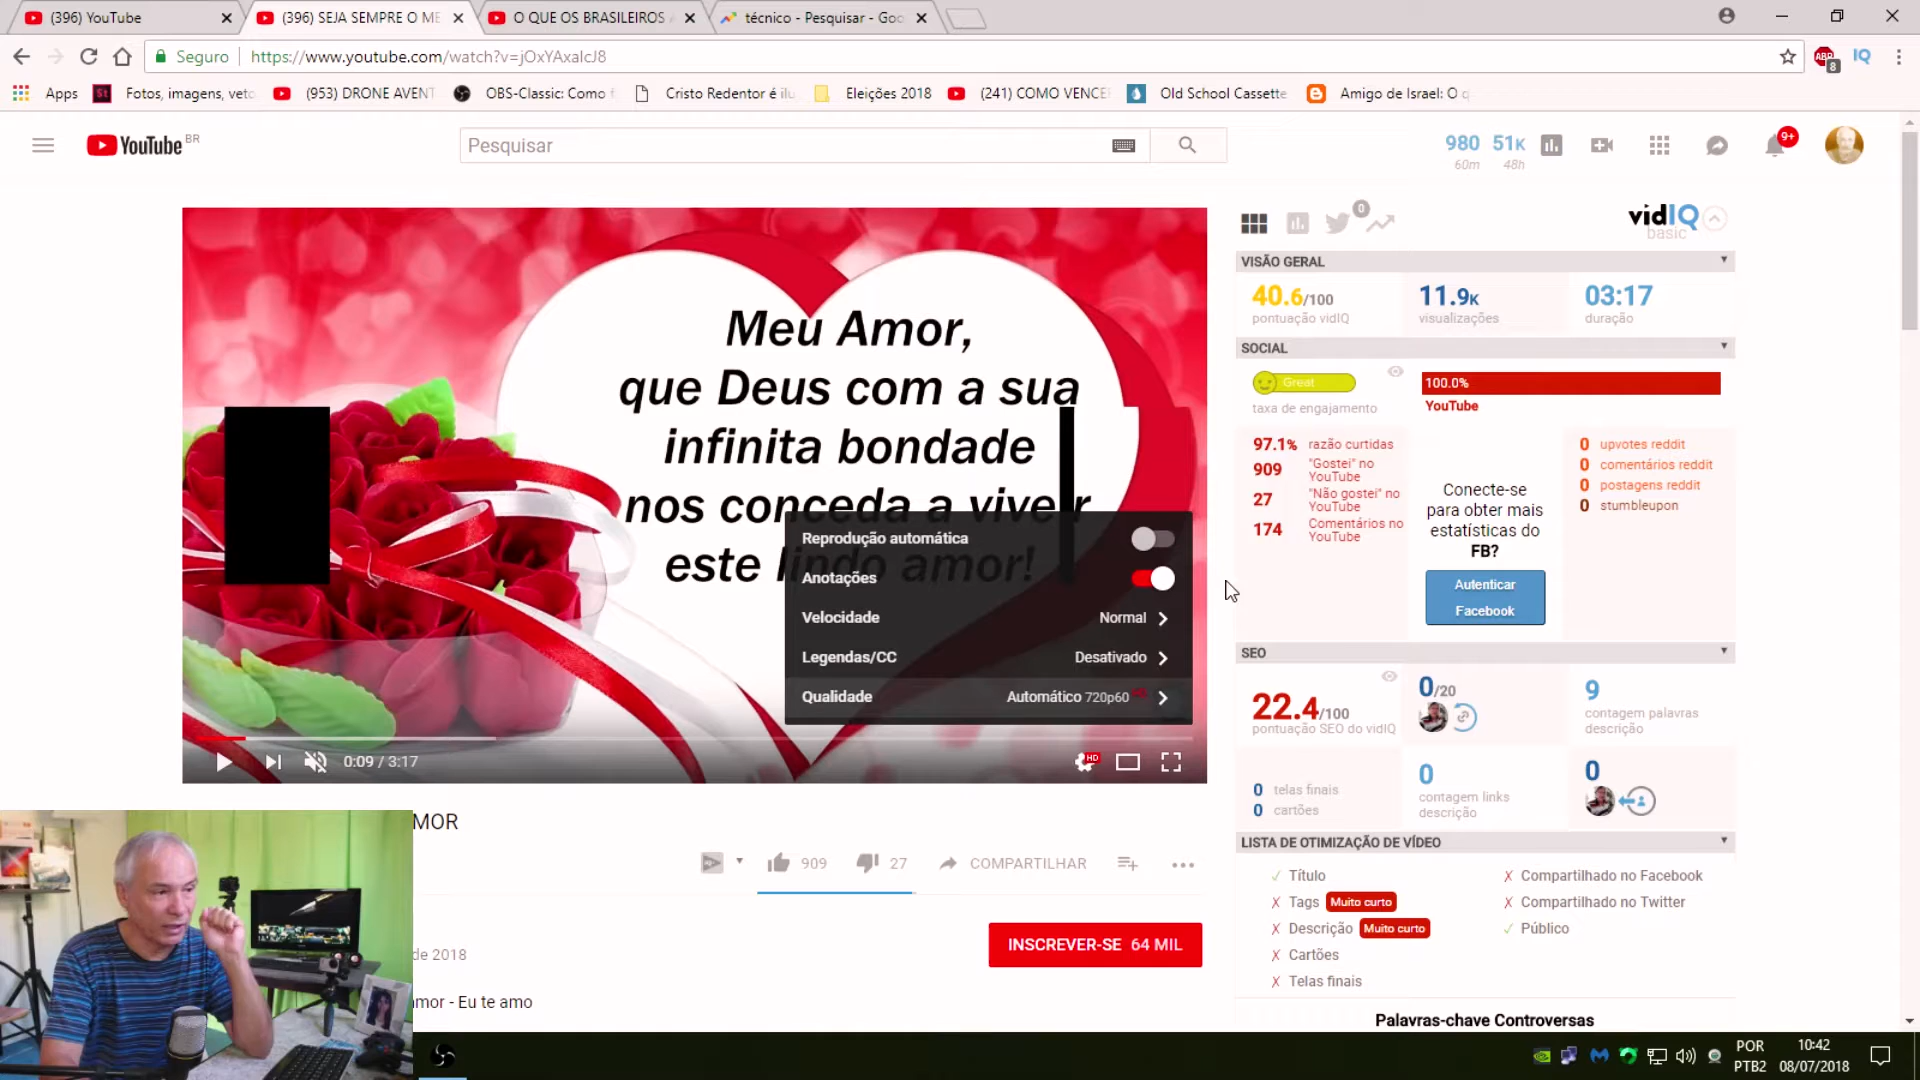 (396) YouTube
(396) SEJA SEMPRE O ME
O QUE OS BRASILEIROS
técnico - Pesquisar - Goo
Seguro
https://www.youtube.com/watch?v=jOxYAxalcJ8
ABP
8
IQ
Apps
St
Fotos, imagens, veto
(953) DRONE AVENT
OBS-Classic: Como f
Cristo Redentor é ilu
Eleições 2018
(241) COMO VENCE
Old School Cassette
Amigo de Israel: O q
YouTube BR
Pesquisar
980
60m
51K
48h
9+
Meu Amor,
que Deus com a sua
infinita bondade
nos conceda a viver
este lindo amor!
Reprodução automática
Anotações
Velocidade Normal
Legendas/CC Desativado
Qualidade Automático 720p60 HD
0:09 / 3:17
HD
MOR
909
27
COMPARTILHAR
de 2018
INSCREVER-SE 64 MIL
amor - Eu te amo
0
vidIQ
basic
VISÃO GERAL
40.6/100
pontuação vidIQ
11.9K
visualizações
03:17
duração
SOCIAL
Great
taxa de engajamento
100.0%
YouTube
97.1% razão curtidas
909 "Gostei" no YouTube
27 "Não gostei" no YouTube
174 Comentários no YouTube
Conecte-se
para obter mais
estatísticas do
FB?
Autenticar
Facebook
0 upvotes reddit
0 comentários reddit
0 postagens reddit
0 stumbleupon
SEO
22.4/100
pontuação SEO do vidIQ
0/20
9
contagem palavras
descrição
0 telas finais
0 cartões
0
contagem links
descrição
0
LISTA DE OTIMIZAÇÃO DE VÍDEO
Título
Tags Muito curto
Descrição Muito curto
Cartões
Telas finais
Compartilhado no Facebook
Compartilhado no Twitter
Público
Palavras-chave Controversas
POR
PTB2
10:42
08/07/2018